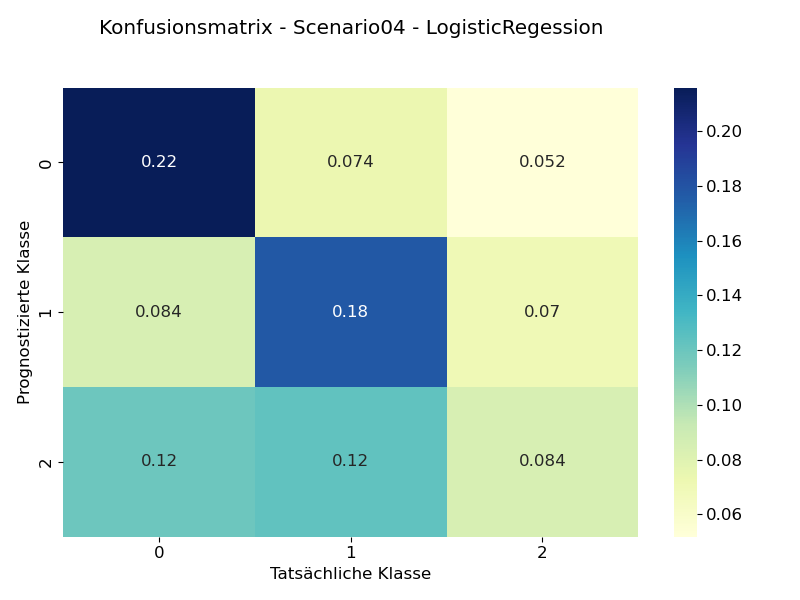 Konfusionsmatrix - Scenario04 - LogisticRegession
0.22 0.074 0.052
0.084 0.18 0.07
0.12 0.12 0.084
0
1
2
Prognostizierte Klasse
0 1 2
Tatsächliche Klasse
0.20
0.18
0.16
0.14
0.12
0.10
0.08
0.06